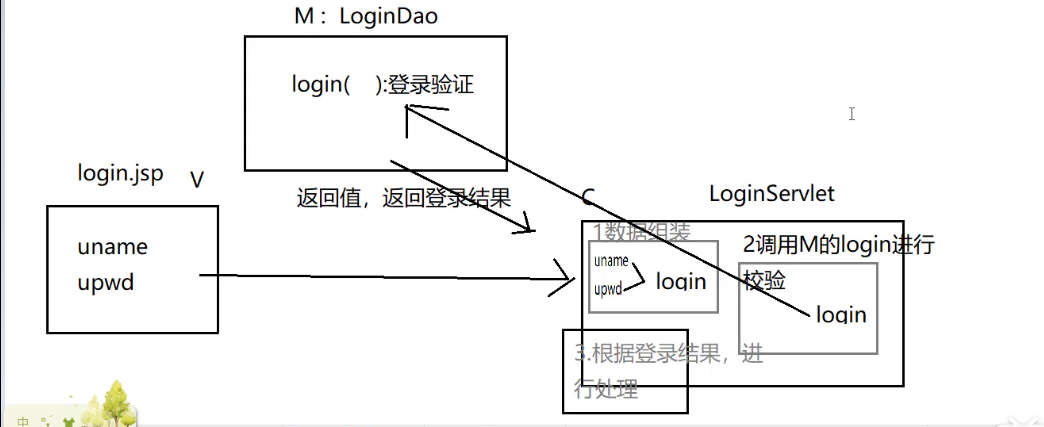 M：LoginDao
login(    ):登录验证
login.jsp
V
返回值，返回登录结果
uname
upwd
C
LoginServlet
1数据组装
uname
upwd
login
2调用M的login进行
校验
login
3.根据登录结果，进
行处理
中